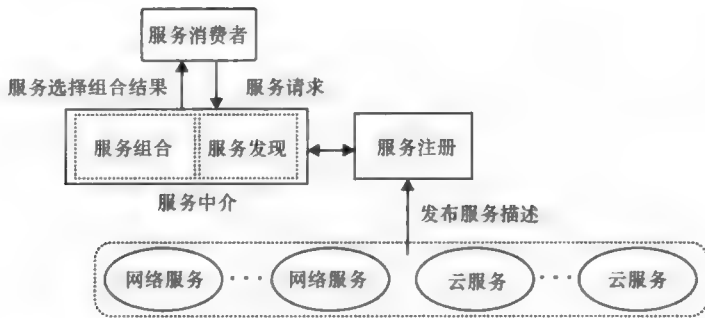 服务消费者
服务选择组合结果
服务请求
服务组合
服务发现
服务注册
服务中介
发布服务描述
网络服务 ··· 网络服务 云服务 ··· 云服务